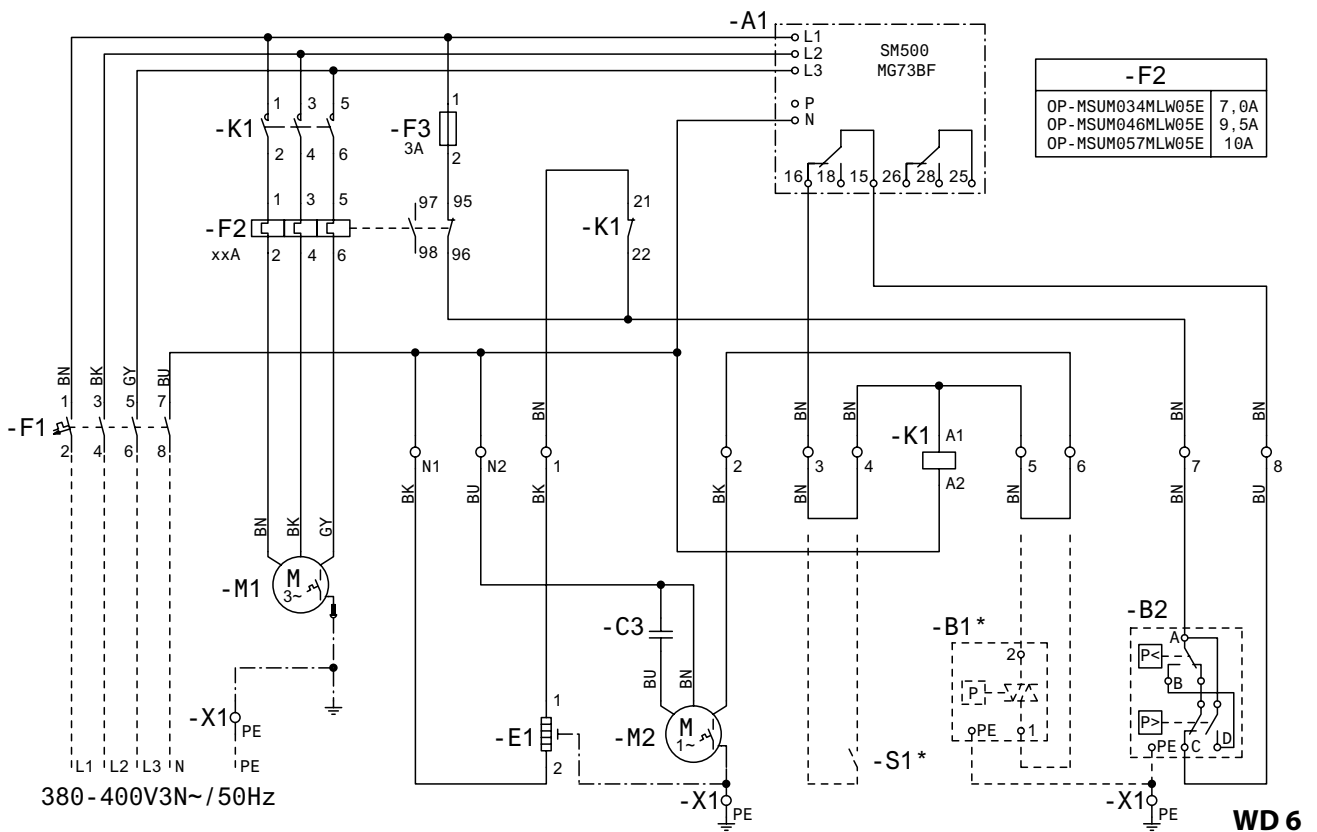 -A1
L1
L2
L3
P
N
SM500
MG73BF
16 18 15 26 28 25
-F2
OP-MSUM034MLW05E 7,0A
OP-MSUM046MLW05E 9,5A
OP-MSUM057MLW05E 10A
-K1
1 3 5
2 4 6
-F3
3A
1
2
-F2
xxA
1 3 5
2 4 6
97 95
98 96
-K1
21
22
BN BK GY BU
-F1
1 3 5 7
2 4 6 8
BN BN BN BN BN BU
-K1 A1
A2
N1 N2 1 2 3 4 5 6 7 8
BK BU BK BK BN BN BN BU
BN BK GY
-M1
M
3~
-C3
BU BN
-M2
M
1~
-E1
1
2
-S1*
-B1*
2
P
PE 1
-B2
A
P<
B
P>
PE C D
-X1 PE
-X1 PE
-X1 PE
L1 L2 L3 N PE
380-400V3N~/50Hz
WD 6